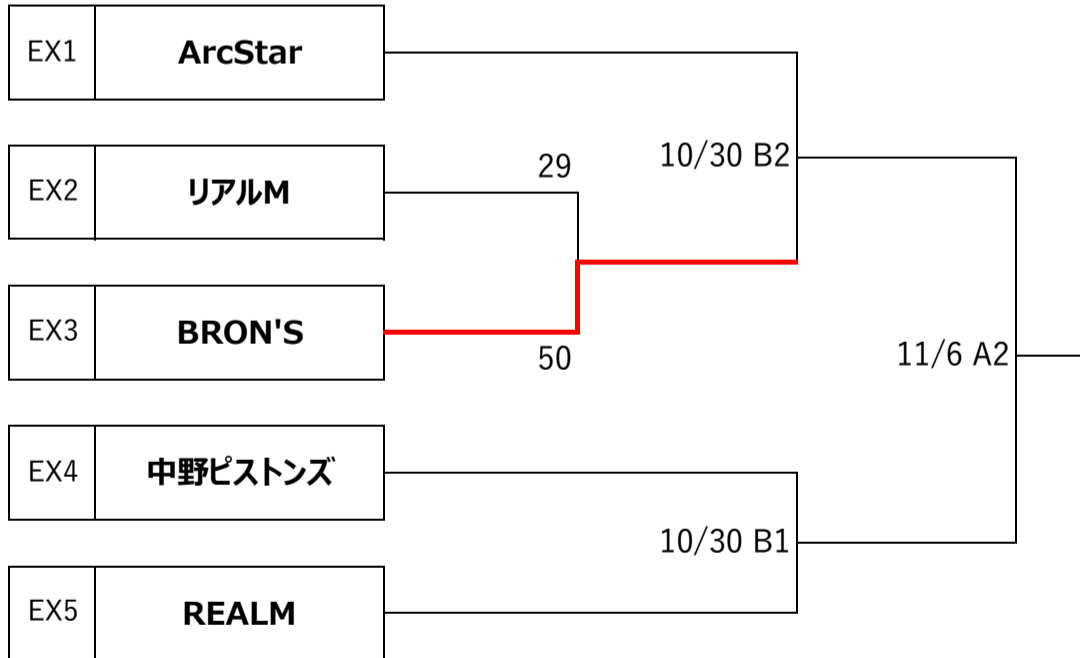 EX1 ArcStar
29 10/30 B2
EX2 リアルM
EX3 BRON'S
50 11/6 A2
EX4 中野ピストンズ
10/30 B1
EX5 REALM